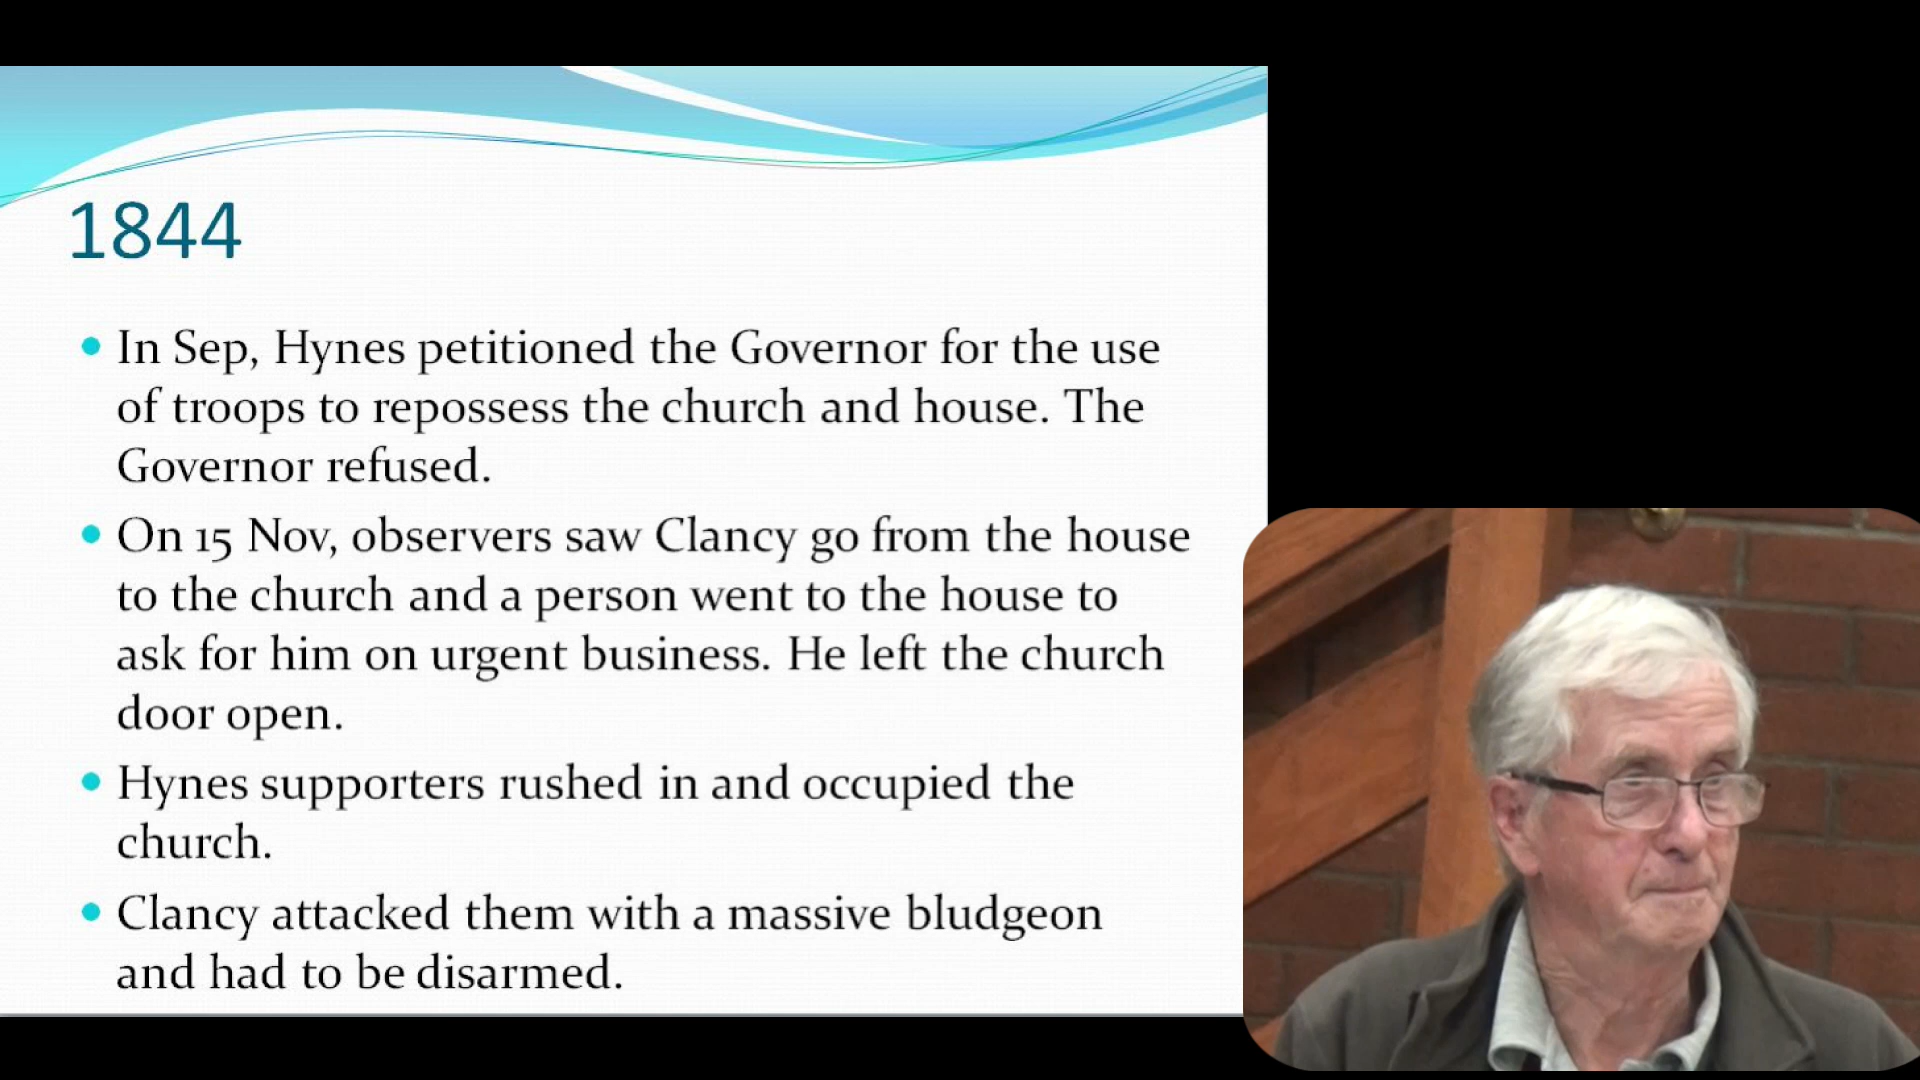 1844
In Sep, Hynes petitioned the Governor for the use
of troops to repossess the church and house. The
Governor refused.
On 15 Nov, observers saw Clancy go from the house
to the church and a person went to the house to
ask for him on urgent business. He left the church
door open.
Hynes supporters rushed in and occupied the
church.
Clancy attacked them with a massive bludgeon
and had to be disarmed.